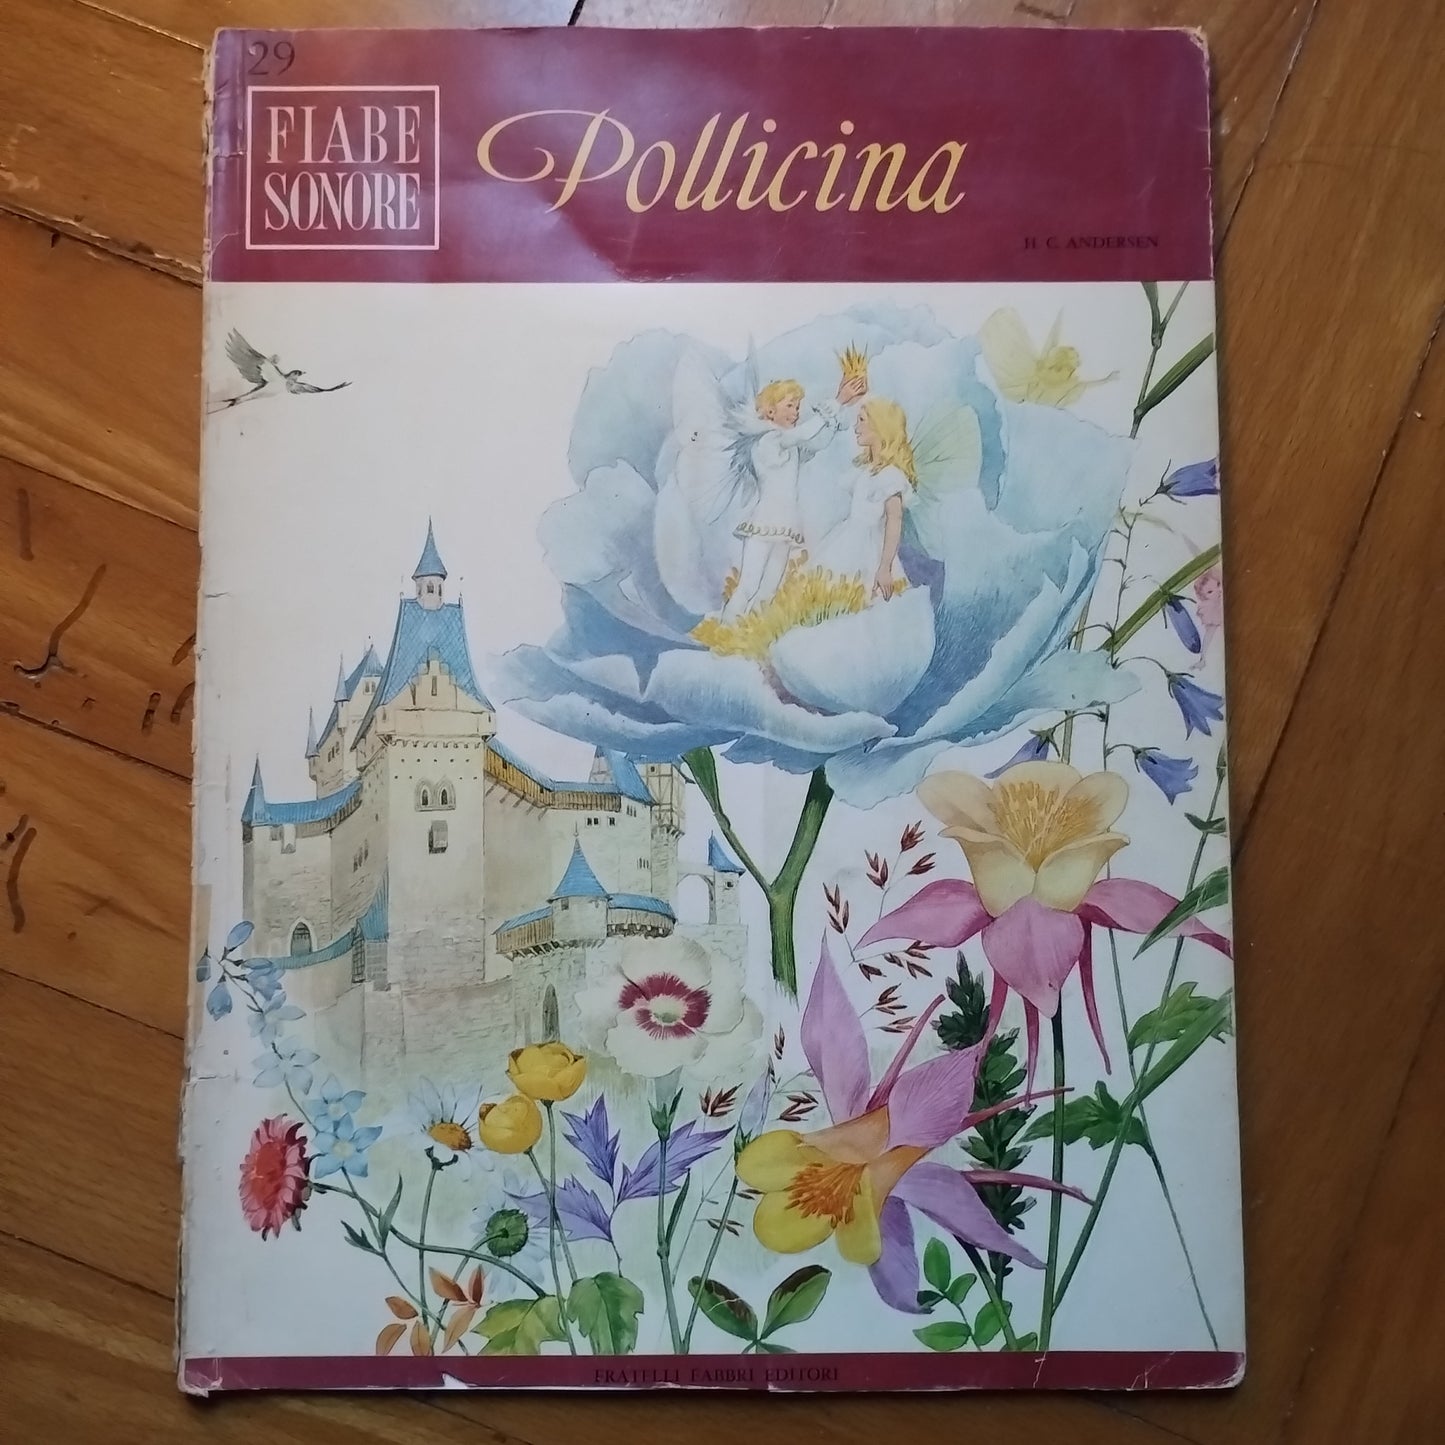 29
FIABE
SONORE
Pollicina
H. C. ANDERSEN
FRATELLI FABBRI EDITORI